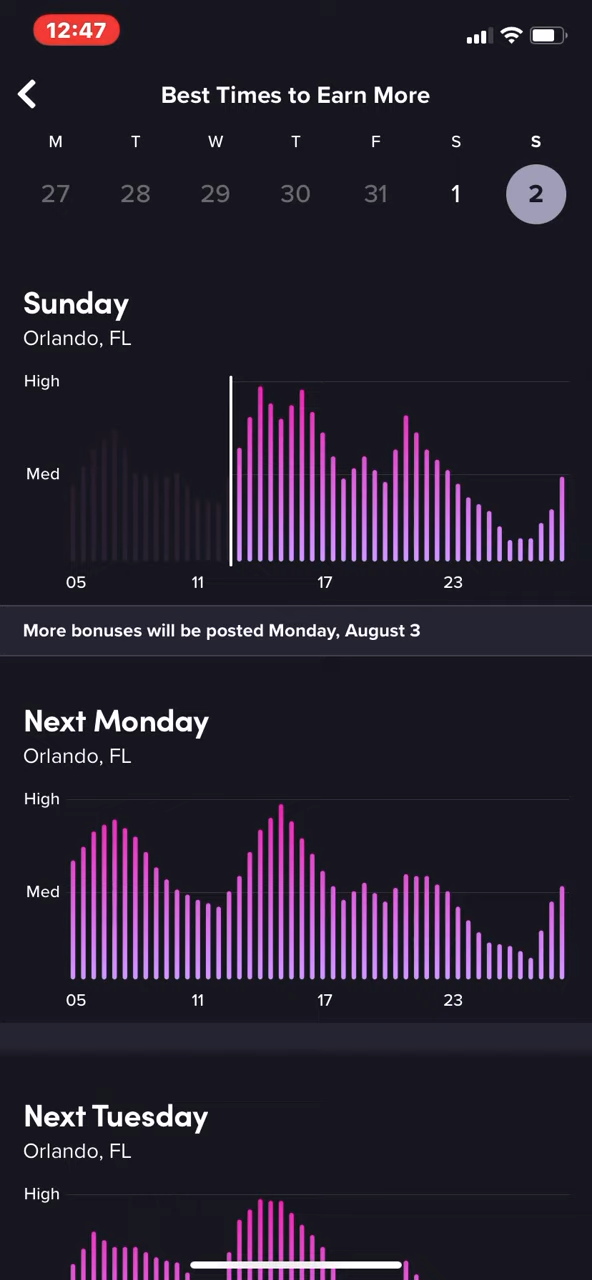 12:47
Best Times to Earn More
M T W T F S S
27 28 29 30 31 1 2
Sunday
Orlando, FL
High
Med
05 11 17 23
More bonuses will be posted Monday, August 3
Next Monday
Orlando, FL
High
Med
05 11 17 23
Next Tuesday
Orlando, FL
High